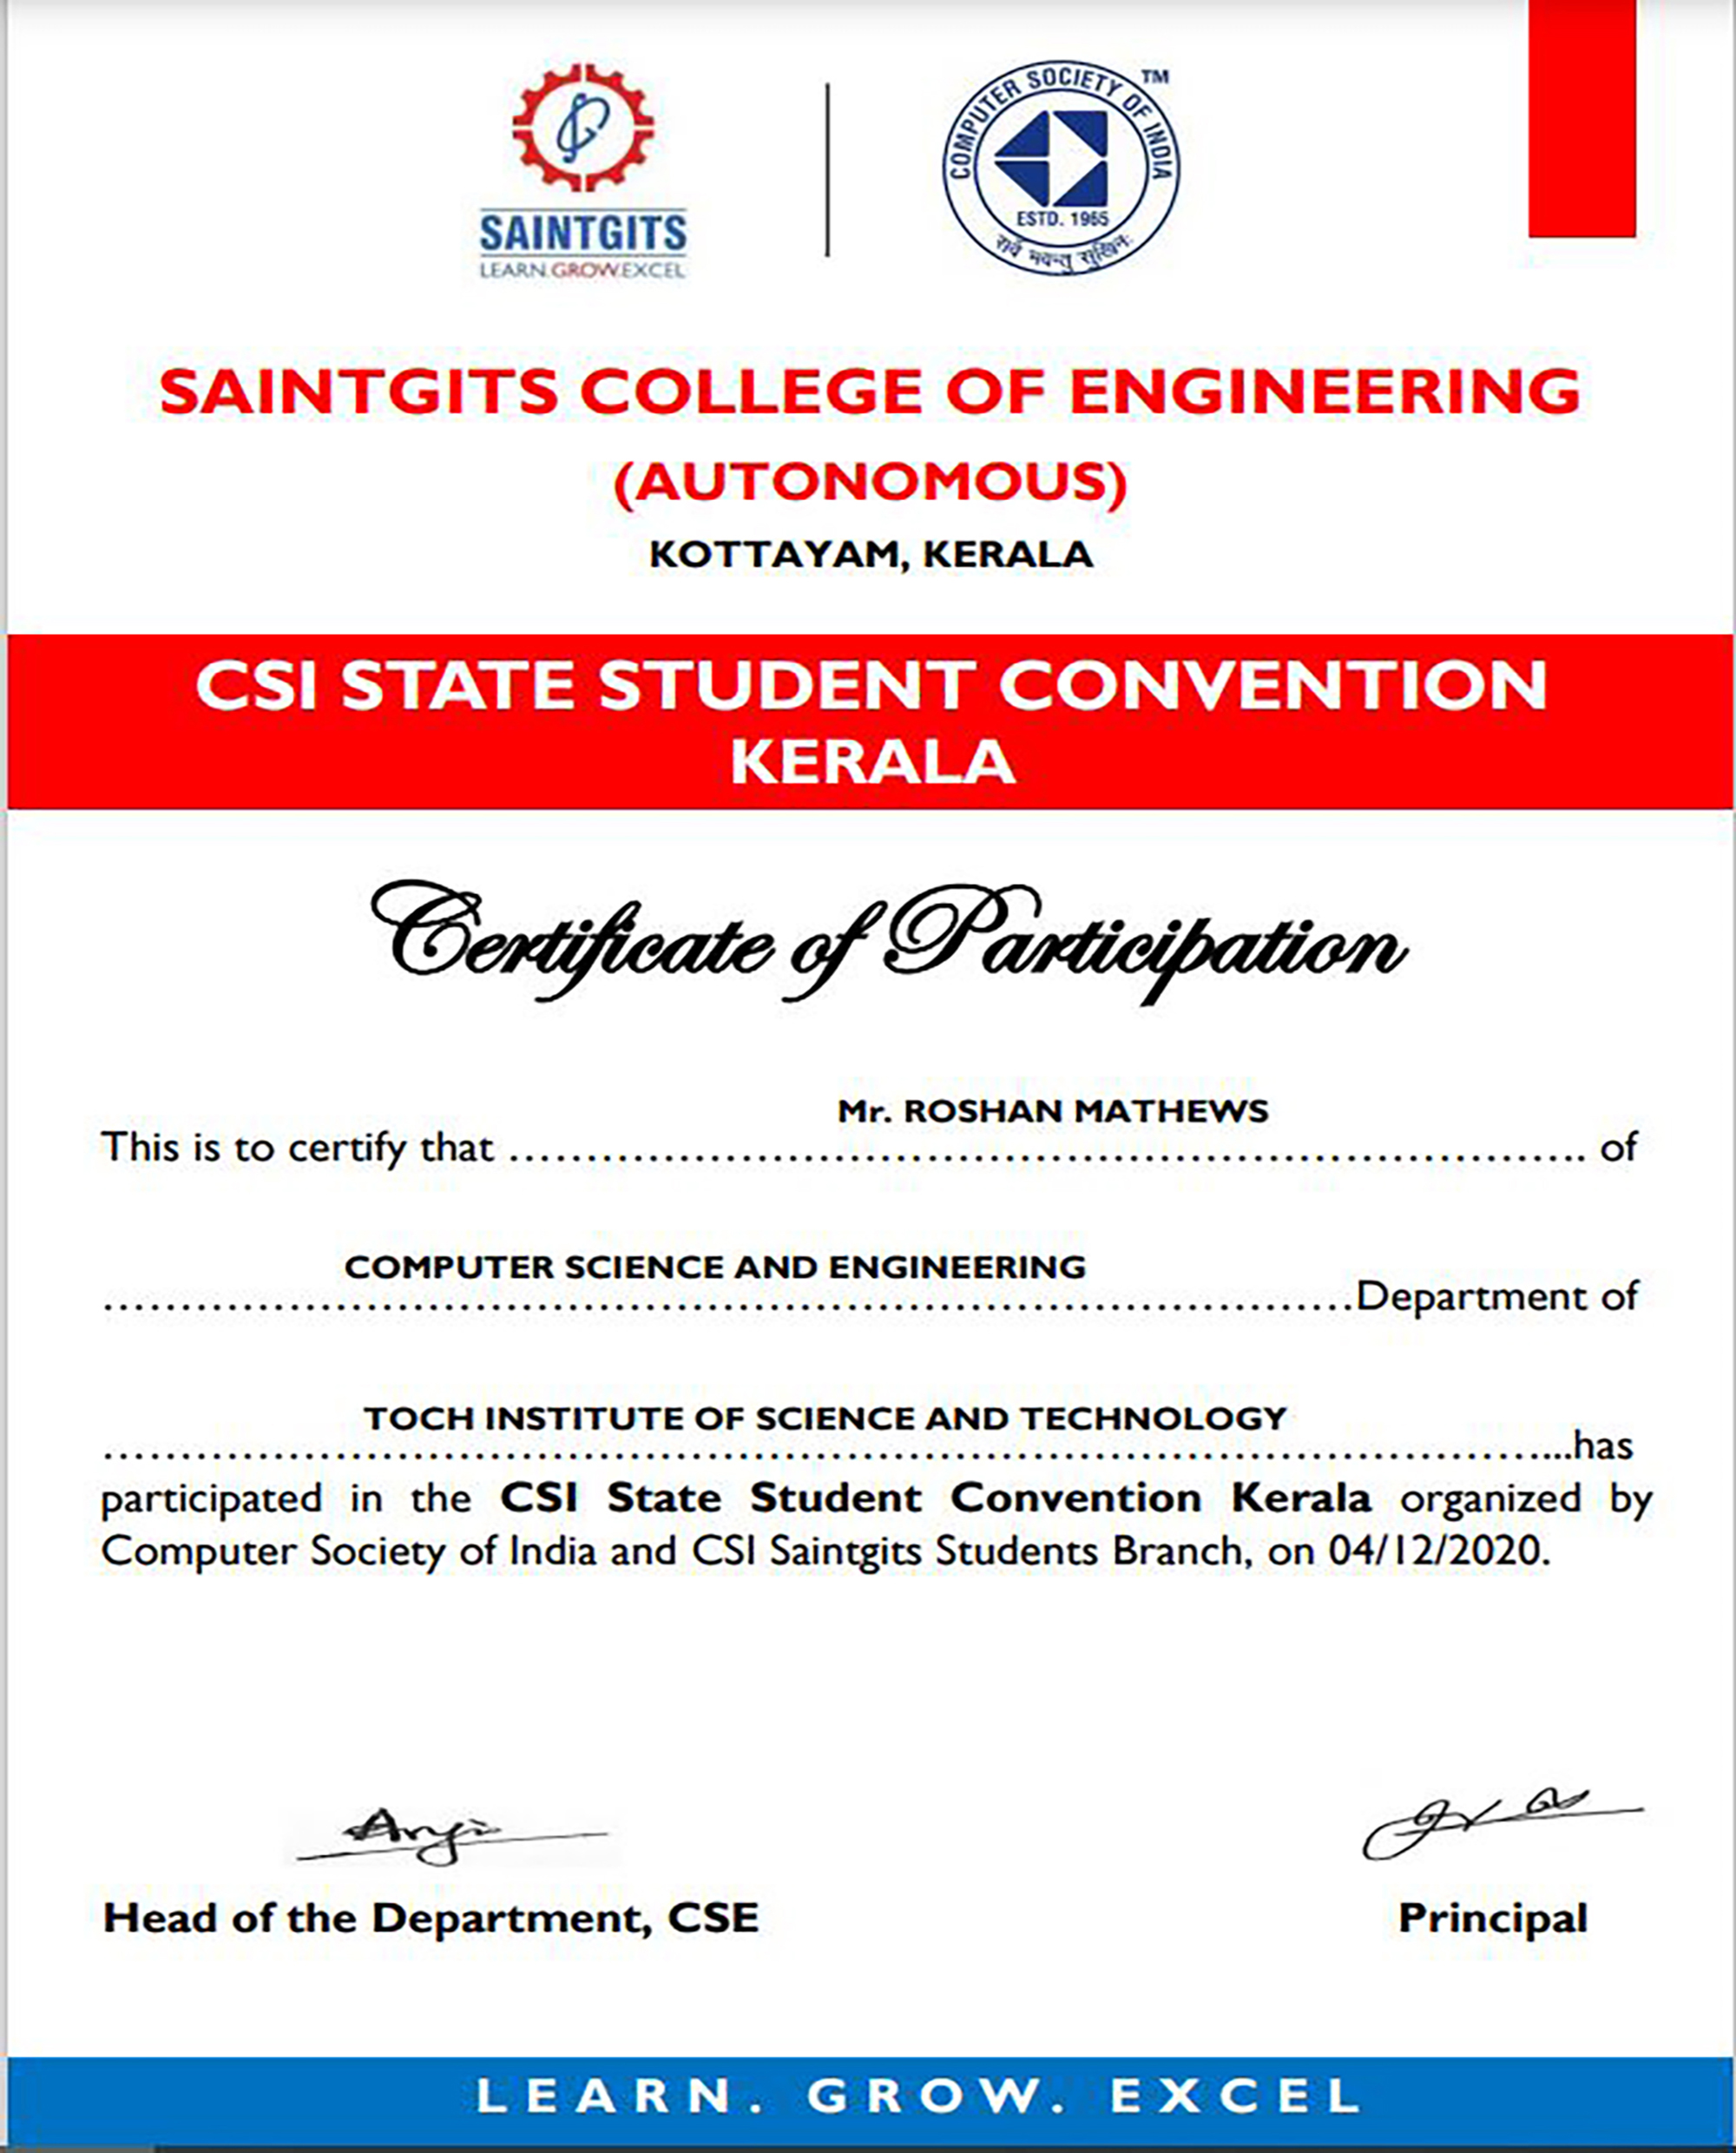 SAINTGITS
LEARN.GROW.EXCEL
COMPUTER SOCIETY OF INDIA TM
ESTD. 1965
सर्वे भवन्तु सुखिनः
SAINTGITS COLLEGE OF ENGINEERING
(AUTONOMOUS)
KOTTAYAM, KERALA
CSI STATE STUDENT CONVENTION
KERALA
Certificate of Participation
Mr. ROSHAN MATHEWS
This is to certify that ........................................................................ of
COMPUTER SCIENCE AND ENGINEERING
...................................................................................Department of
TOCH INSTITUTE OF SCIENCE AND TECHNOLOGY
.................................................................................................has
participated in the CSI State Student Convention Kerala organized by
Computer Society of India and CSI Saintgits Students Branch, on 04/12/2020.
Head of the Department, CSE
Principal
LEARN. GROW. EXCEL